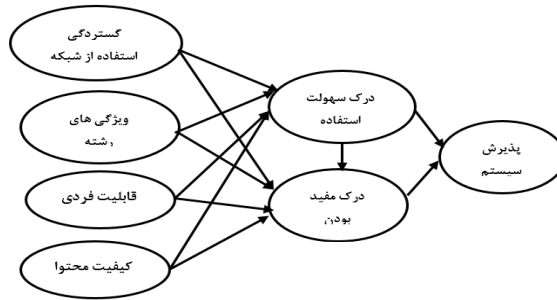 گستردگی
استفاده از شبکه
ویژگی های
رشته
قابلیت فردی
کیفیت محتوا
درک سهولت
استفاده
درک مفید
بودن
پذیرش
سیستم